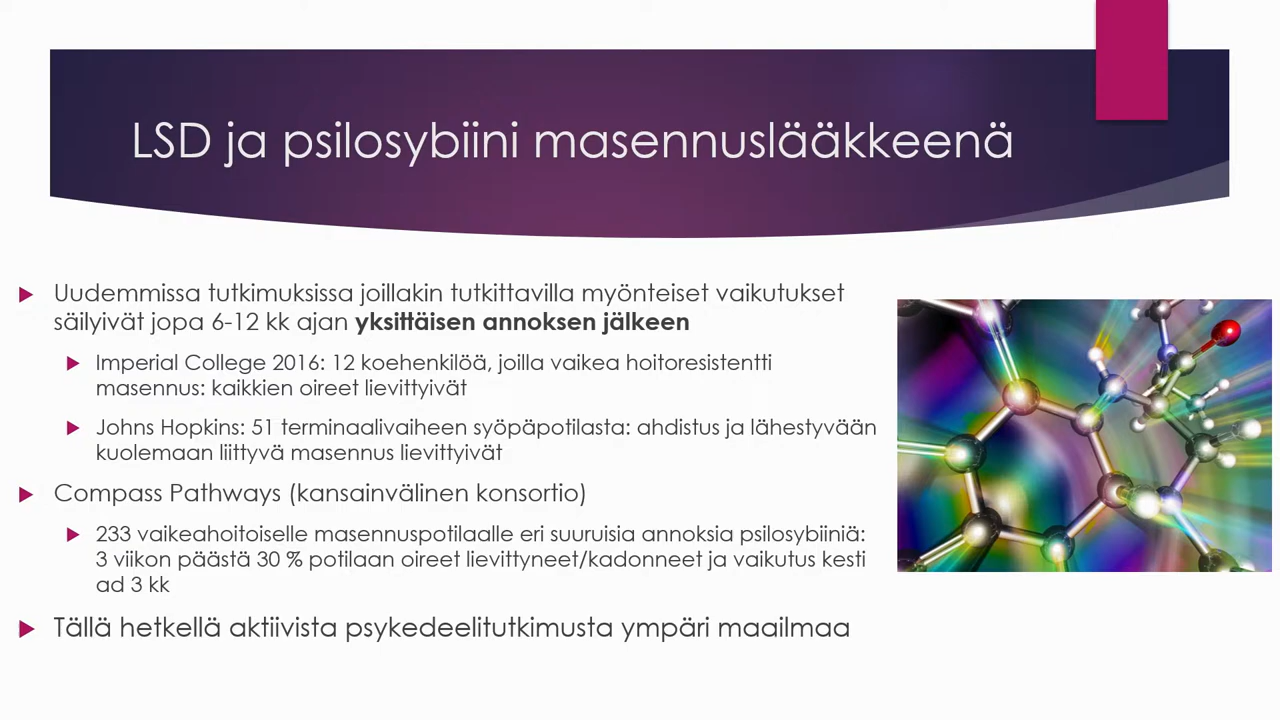 LSD ja psilosybiini masennuslääkkeenä
Uudemmissa tutkimuksissa joillakin tutkittavilla myönteiset vaikutukset
säilyivät jopa 6-12 kk ajan yksittäisen annoksen jälkeen
Imperial College 2016: 12 koehenkilöä, joilla vaikea hoitoresistentti
masennus: kaikkien oireet lievittyivät
Johns Hopkins: 51 terminaalivaiheen syöpäpotilasta: ahdistus ja lähestyvään
kuolemaan liittyvä masennus lievittyivät
Compass Pathways (kansainvälinen konsortio)
233 vaikeahoitoiselle masennuspotilaalle eri suuruisia annoksia psilosybiiniä:
3 viikon päästä 30 % potilaan oireet lievittyneet/kadonneet ja vaikutus kesti
ad 3 kk
Tällä hetkellä aktiivista psykedeelitutkimusta ympäri maailmaa